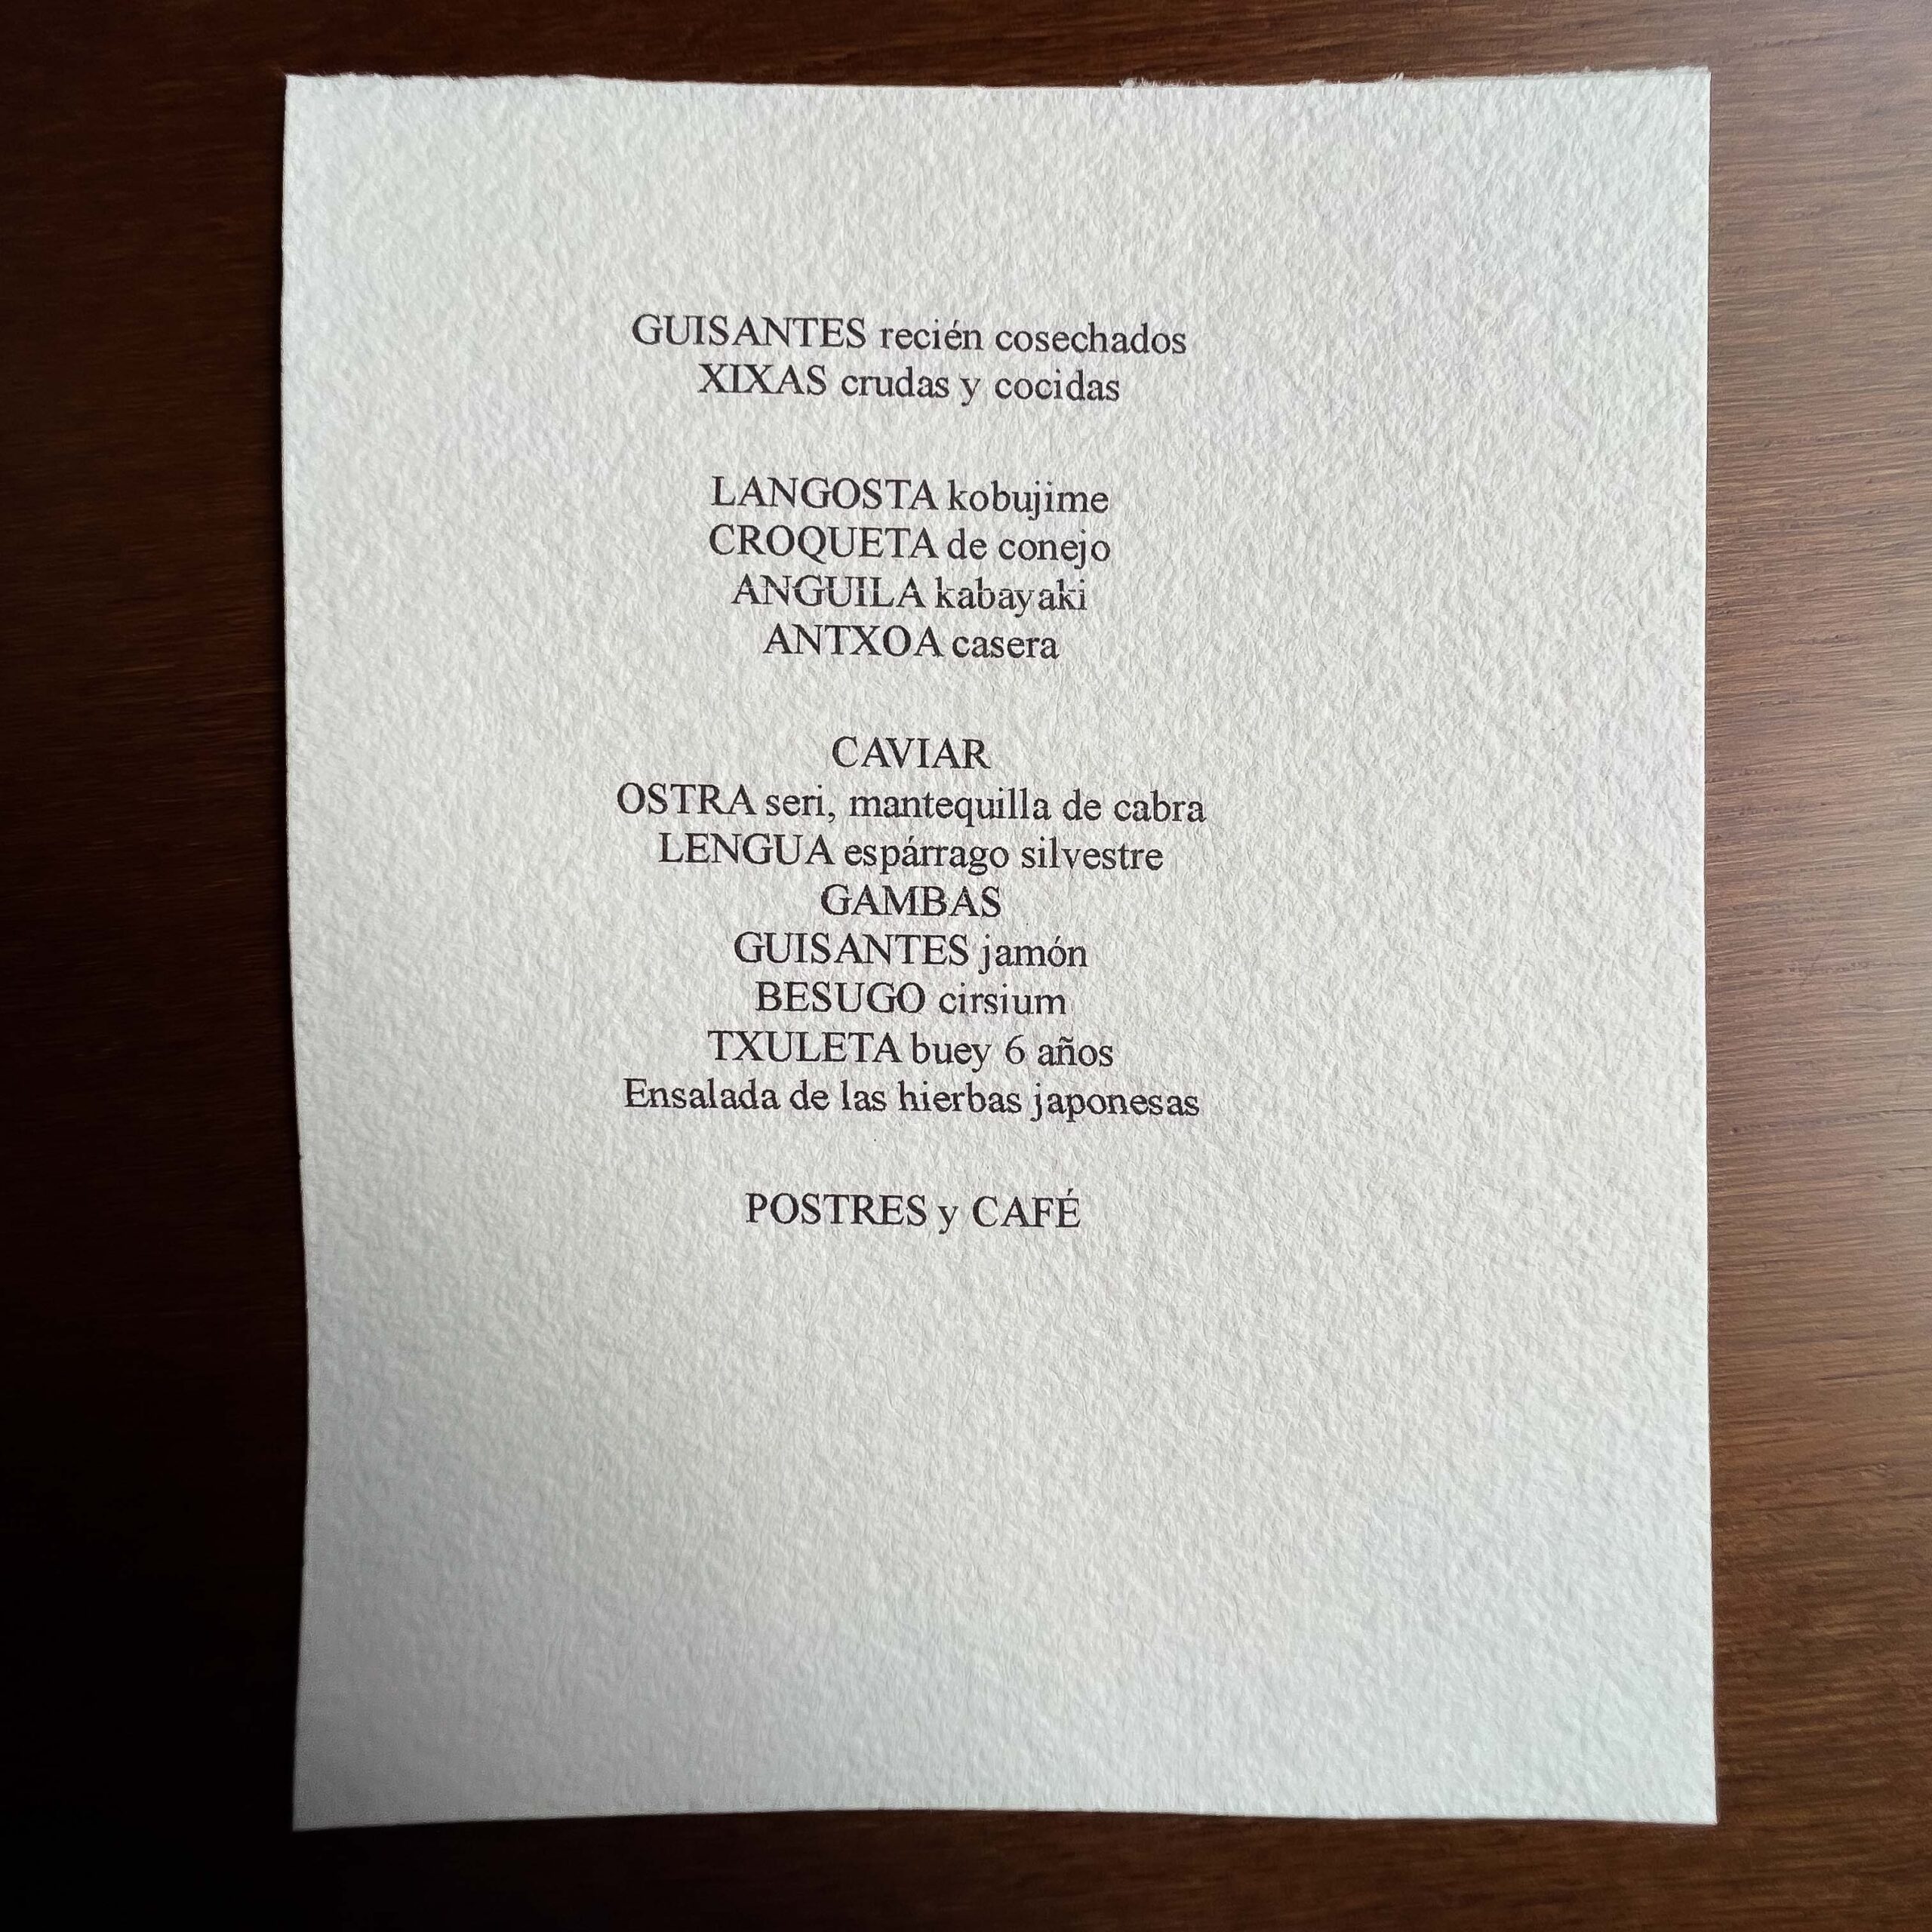 GUISANTES recién cosechados
XIXAS crudas y cocidas
LANGOSTA kobujime
CROQUETA de conejo
ANGUILA kabayaki
ANTXOA casera
CAVIAR
OSTRA seri, mantequilla de cabra
LENGUA espárrago silvestre
GAMBAS
GUISANTES jamón
BESUGO cirsium
TXULETA buey 6 años
Ensalada de las hierbas japonesas
POSTRES y CAFÉ